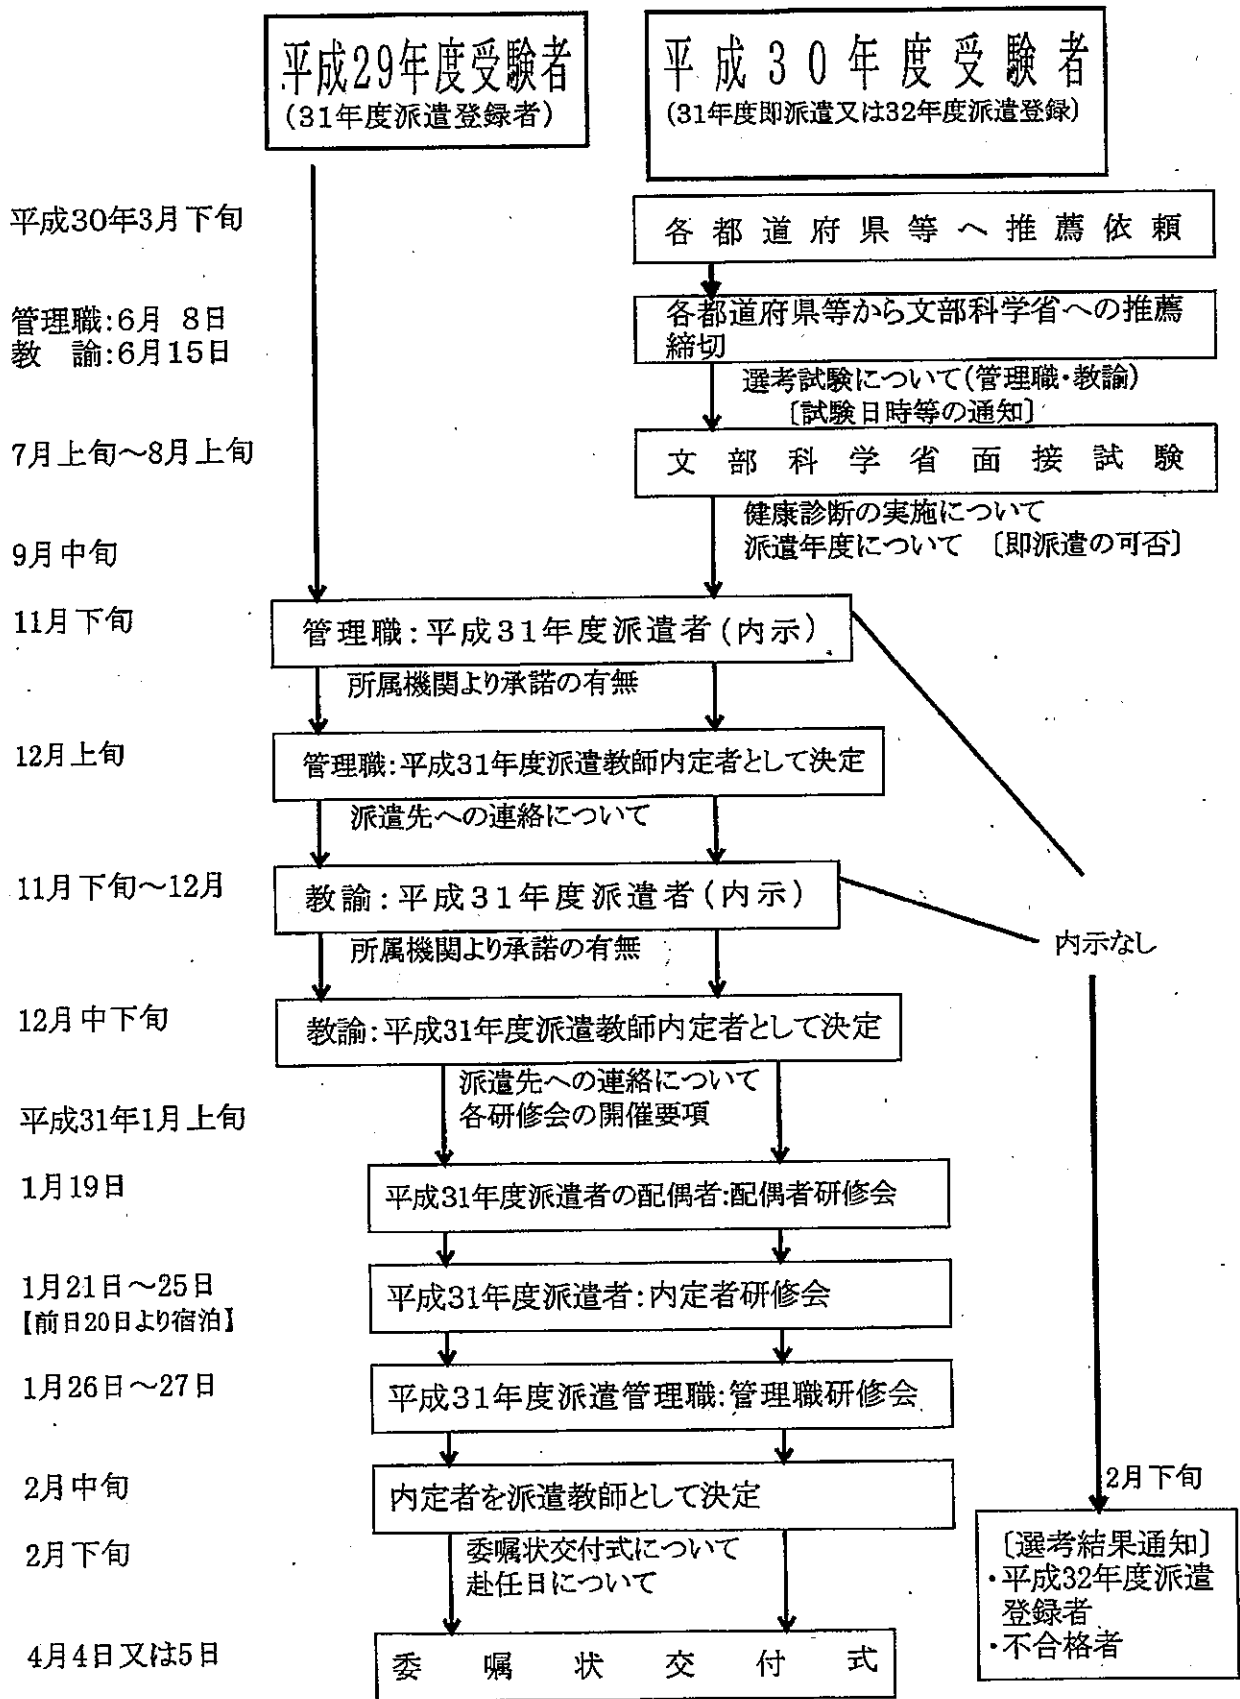 平成29年度受験者
(31年度派遣登録者)
平成30年度受験者
(31年度即派遣又は32年度派遣登録)
平成30年3月下旬
各都道府県等へ推薦依頼
管理職:6月 8日
教 諭:6月15日
各都道府県等から文部科学省への推薦
締切
選考試験について(管理職・教諭)
〔試験日時等の通知〕
7月上旬～8月上旬
文部科学省面接試験
健康診断の実施について
9月中旬
派遣年度について 〔即派遣の可否〕
11月下旬
管理職:平成31年度派遣者(内示)
所属機関より承諾の有無
12月上旬
管理職:平成31年度派遣教師内定者として決定
派遣先への連絡について
11月下旬～12月
教諭:平成31年度派遣者(内示)
所属機関より承諾の有無
内示なし
12月中下旬
教諭:平成31年度派遣教師内定者として決定
派遣先への連絡について
平成31年1月上旬
各研修会の開催要項
1月19日
平成31年度派遣者の配偶者:配偶者研修会
1月21日～25日
【前日20日より宿泊】
平成31年度派遣者:内定者研修会
1月26日～27日
平成31年度派遣管理職:管理職研修会
2月中旬
内定者を派遣教師として決定
2月下旬
2月下旬
委嘱状交付式について
赴任日について
〔選考結果通知〕
・平成32年度派遣
登録者
・不合格者
4月4日又は5日
委嘱状交付式